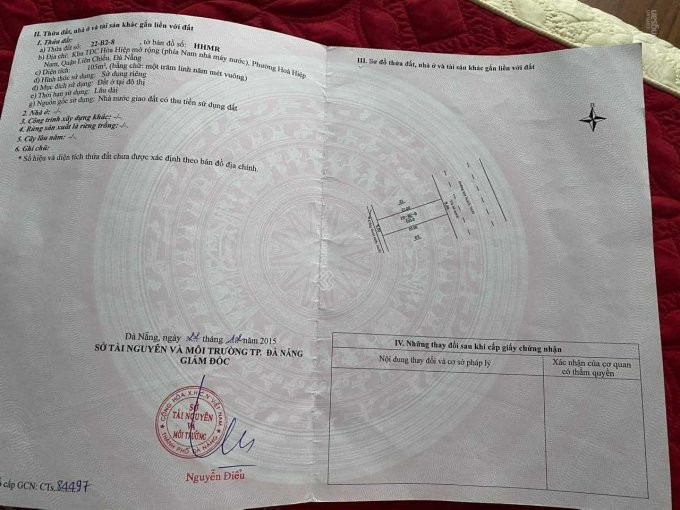 II. Thửa đất, nhà ở và tài sản khác gắn liền với đất
1. Thửa đất:
a) Thửa đất số: 22-B2-8 , tờ bản đồ số: HHMR
b) Địa chỉ: Khu TĐC Hòa Hiệp mở rộng (phía Nam nhà máy nước), Phường Hoà Hiệp
Nam, Quận Liên Chiểu, Đà Nẵng
c) Diện tích: 105m², (bằng chữ: một trăm linh năm mét vuông)
d) Hình thức sử dụng: Sử dụng riêng
đ) Mục đích sử dụng: Đất ở tại đô thị
e) Thời hạn sử dụng: Lâu dài
g) Nguồn gốc sử dụng: Nhà nước giao đất có thu tiền sử dụng đất
2. Nhà ở: -/-
3. Công trình xây dựng khác: -/-
4. Rừng sản xuất là rừng trồng: -/-
5. Cây lâu năm: -/-
6. Ghi chú:
* Số hiệu và diện tích thửa đất chưa được xác định theo bản đồ địa chính.
Đà Nẵng, ngày 22 tháng 12 năm 2015
SỞ TÀI NGUYÊN VÀ MÔI TRƯỜNG TP. ĐÀ NẴNG
GIÁM ĐỐC
CỘNG HÒA X.H.C.N VIỆT NAM
SỞ
TÀI NGUYÊN
VÀ
MÔI TRƯỜNG
THÀNH PHỐ ĐÀ NẴNG
Nguyễn Điểu
cấp GCN: CTs 84497
III. Sơ đồ thửa đất, nhà ở và tài sản khác gắn liền với đất
IV. Những thay đổi sau khi cấp giấy chứng nhận
Nội dung thay đổi và cơ sở pháp lý
Xác nhận của cơ quan
có thẩm quyền